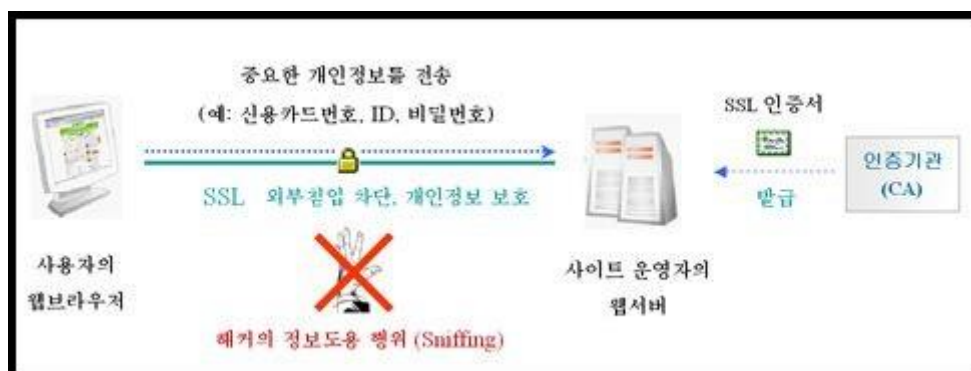 중요한 개인정보를 전송
(예: 신용카드번호, ID, 비밀번호)
SSL 외부침입 차단, 개인정보 보호
사용자의
웹브라우저
해커의 정보도용 행위 (Sniffing)
사이트 운영자의
웹서버
SSL 인증서
발급
인증기관
(CA)